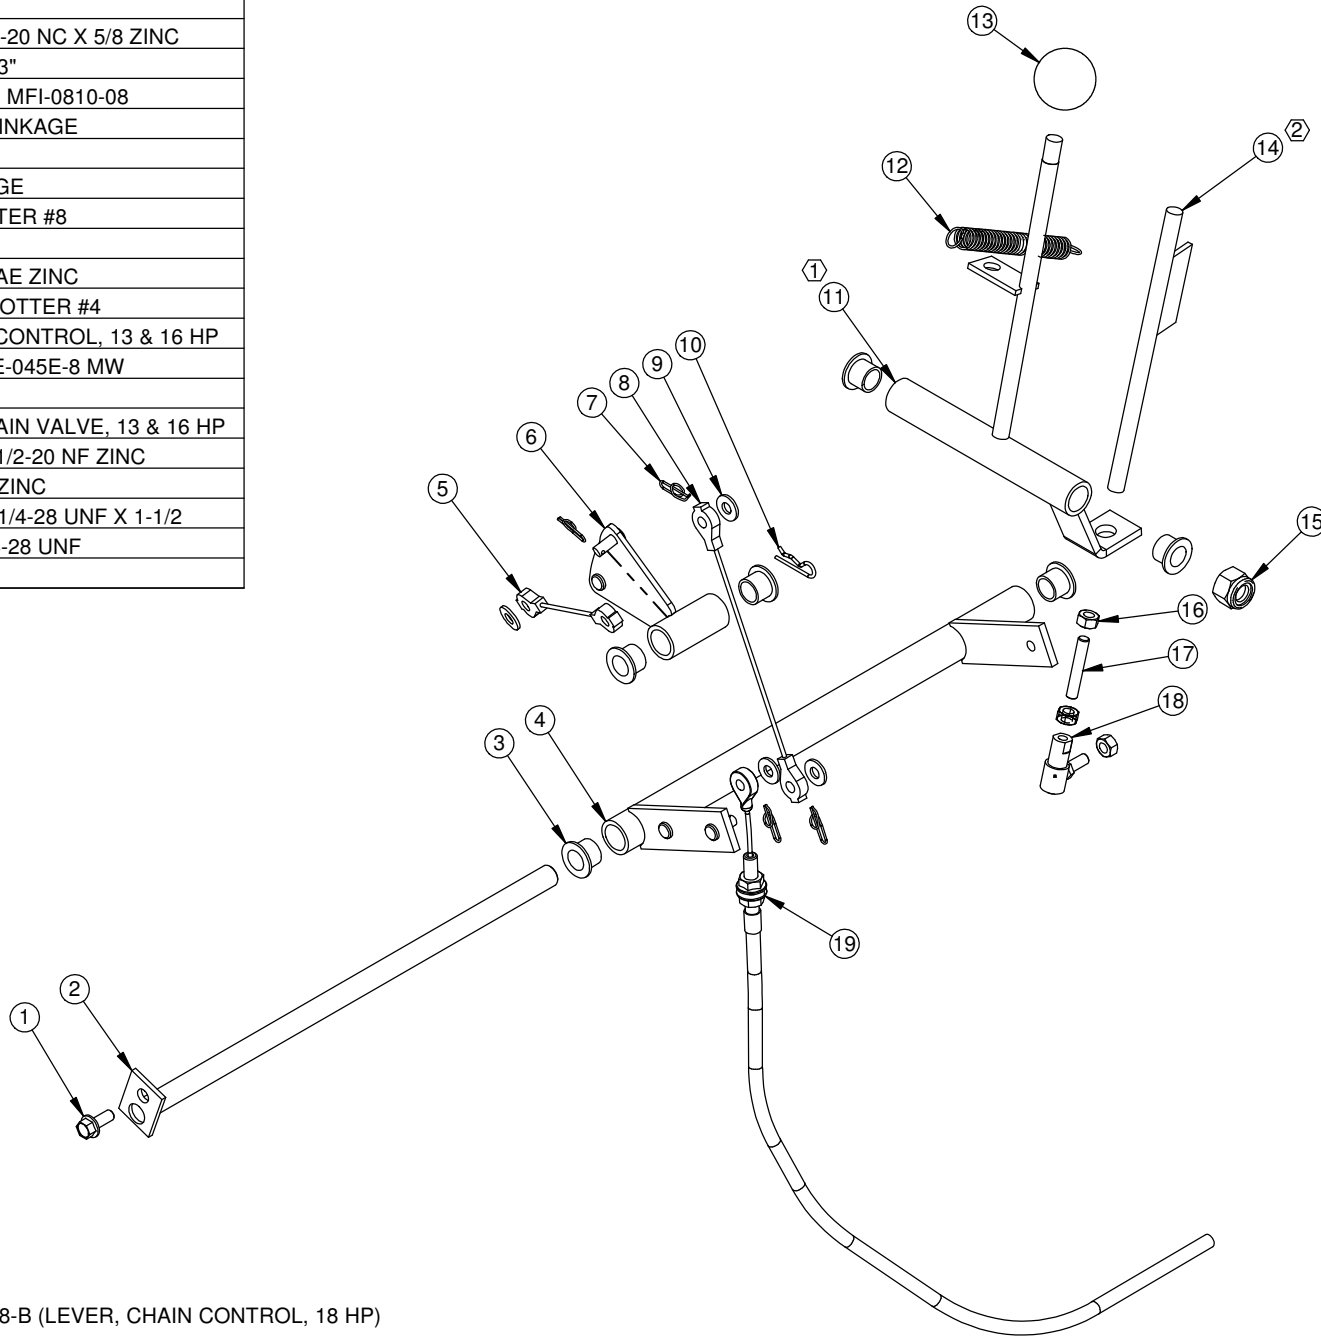 -20 NC X 5/8 ZINC
3"
MFI-0810-08
INKAGE
GE
TER #8
AE ZINC
OTTER #4
CONTROL, 13 & 16 HP
E-045E-8 MW
AIN VALVE, 13 & 16 HP
1/2-20 NF ZINC
ZINC
1/4-28 UNF X 1-1/2
-28 UNF
13
2
14
12
1
11
10
9
8
7
6
5
15
16
17
18
4
3
19
2
1
8-B (LEVER, CHAIN CONTROL, 18 HP)